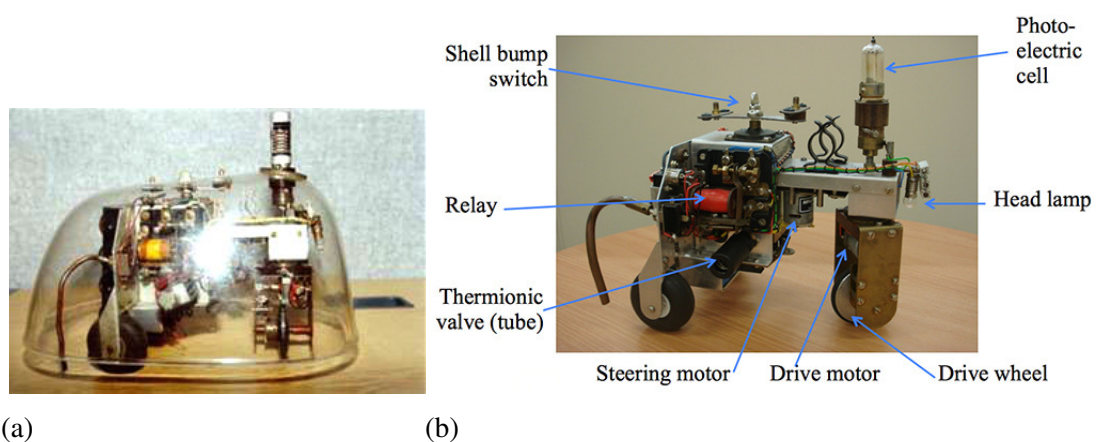 Shell bump
switch
Photo-
electric
cell
Relay
Head lamp
Thermionic
valve (tube)
Steering motor
Drive motor
Drive wheel
(a)
(b)